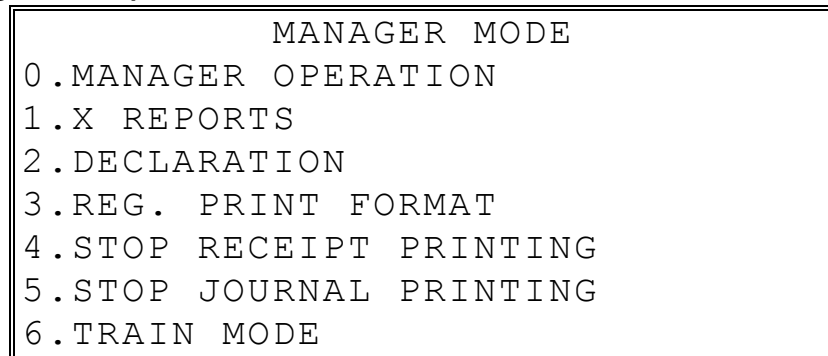 MANAGER MODE
0.MANAGER OPERATION
1.X REPORTS
2.DECLARATION
3.REG. PRINT FORMAT
4.STOP RECEIPT PRINTING
5.STOP JOURNAL PRINTING
6.TRAIN MODE